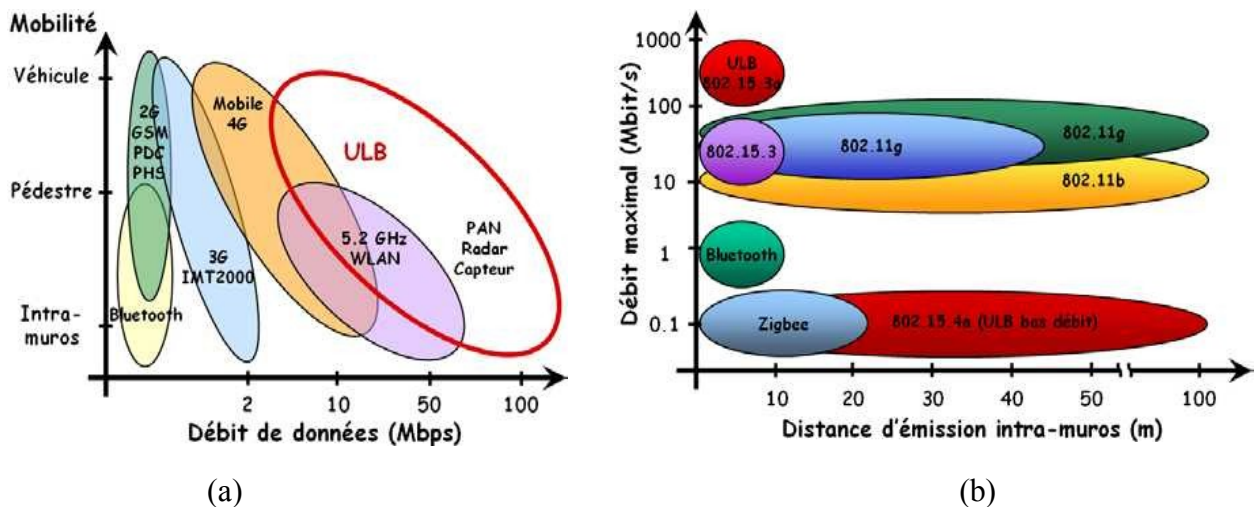 Mobilité
Véhicule
Pédestre
Intra-
muros
2G
GSM
PDC
PHS
Bluetooth
3G
IMT2000
Mobile
4G
ULB
5.2 GHz
WLAN
PAN
Radar
Capteur
2
10
50
100
Débit de données (Mbps)
(a)
Débit maximal (Mbit/s)
1000
100
10
1
0.1
ULB
802.15.3a
802.11g
802.15.3
802.11g
802.11b
Bluetooth
Zigbee
802.15.4a (ULB bas débit)
10
20
30
40
50
100
Distance d'émission intra-muros (m)
(b)